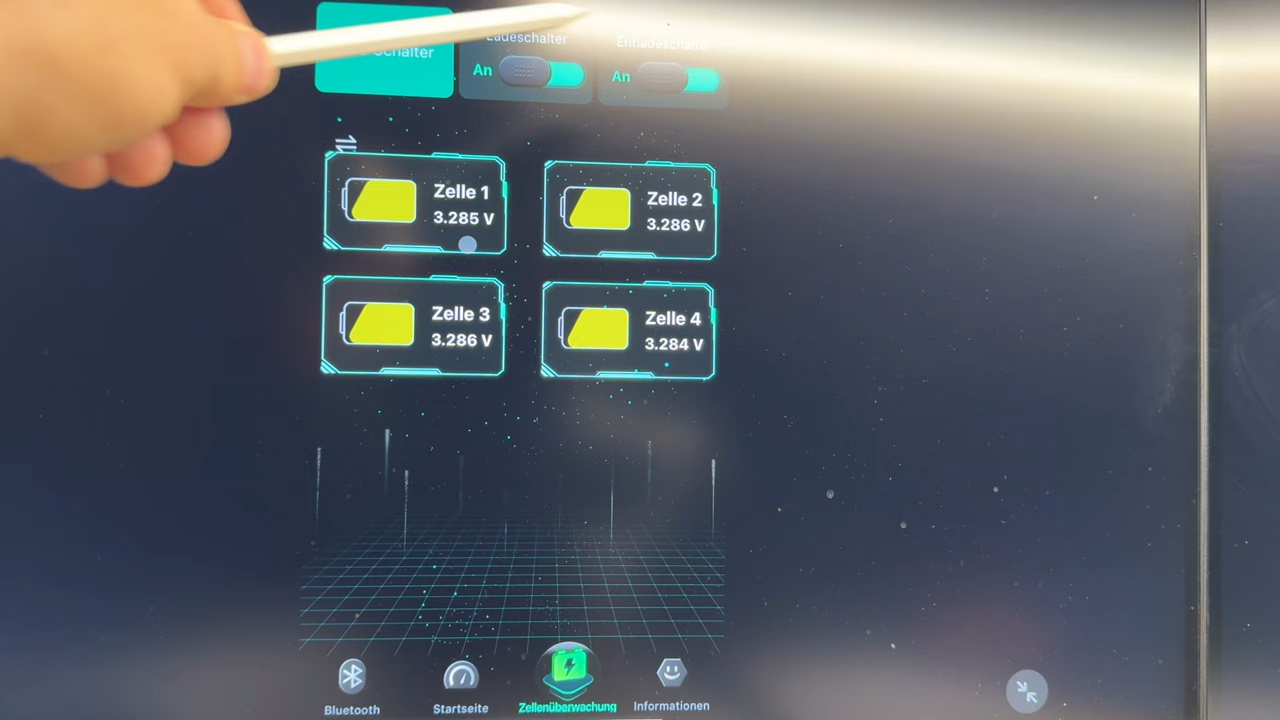 Schalter
Ladeschalter
Entladeschalter
An
An
Zelle 1
3.285 V
Zelle 2
3.286 V
Zelle 3
3.286 V
Zelle 4
3.284 V
Bluetooth
Startseite
Zellenüberwachung
Informationen